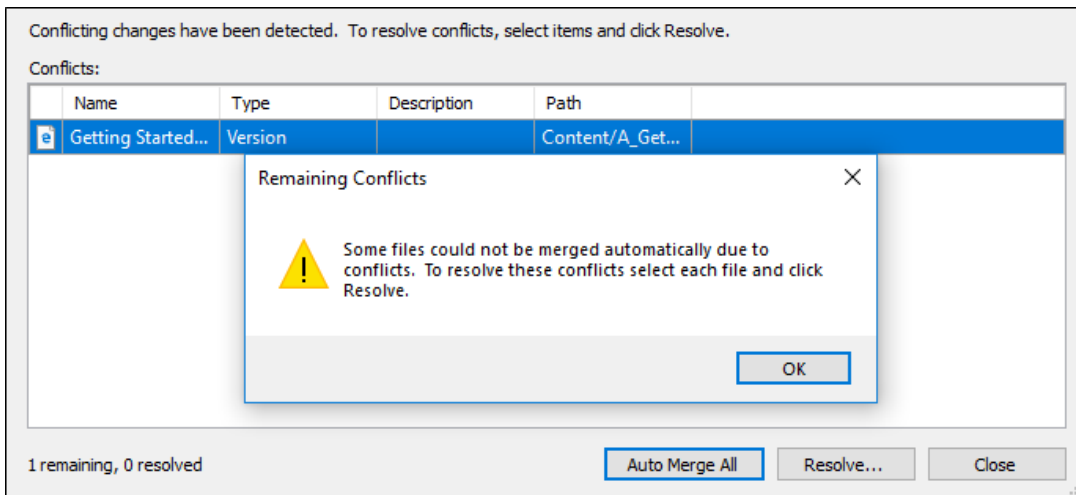 Conflicting changes have been detected.  To resolve conflicts, select items and click Resolve.
Conflicts:
Name Type Description Path
Getting Started... Version Content/A_Get...
Remaining Conflicts
Some files could not be merged automatically due to
conflicts.  To resolve these conflicts select each file and click
Resolve.
OK
1 remaining, 0 resolved
Auto Merge All Resolve... Close